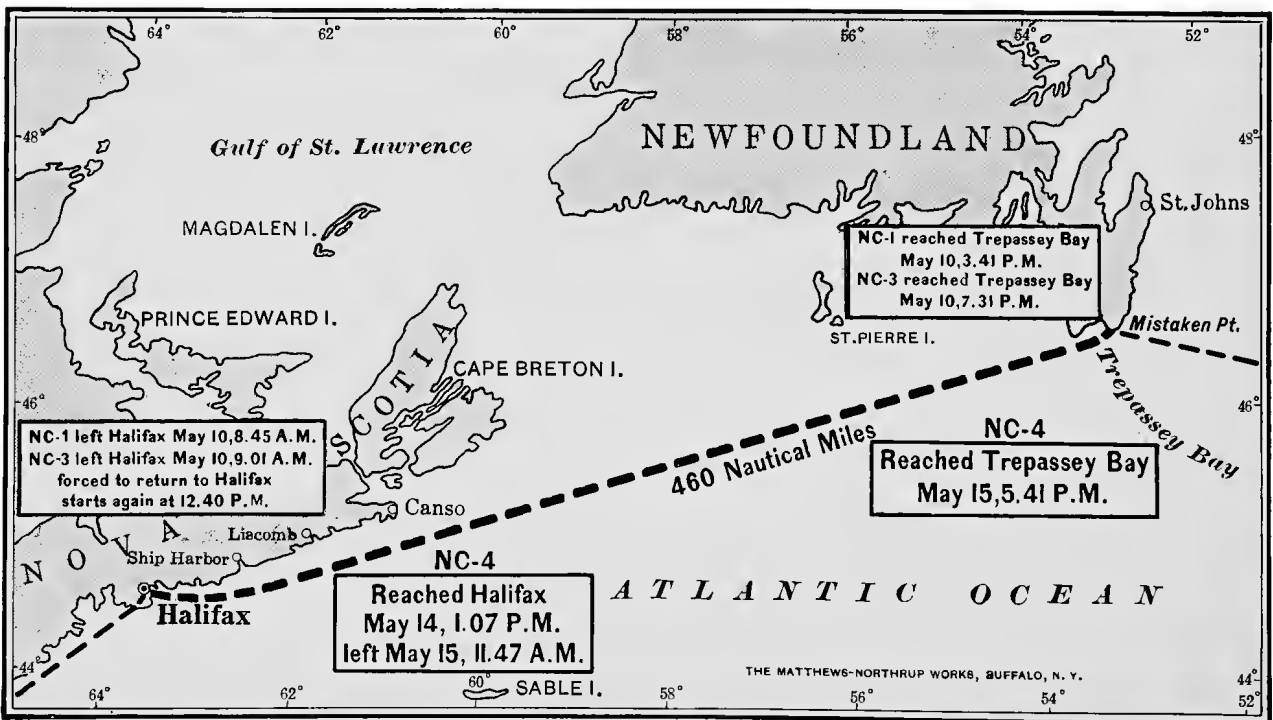 64°
62°
60°
58°
56°
54°
52°
48°
Gulf of St. Lawrence
NEWFOUNDLAND
48°
MAGDALEN I.
St. Johns
NC-1 reached Trepassey Bay
May 10, 3.41 P.M.
NC-3 reached Trepassey Bay
May 10, 7.31 P.M.
PRINCE EDWARD I.
ST. PIERRE I.
Mistaken Pt.
Trepassey Bay
CAPE BRETON I.
46°
NC-1 left Halifax May 10, 8.45 A.M.
NC-3 left Halifax May 10, 9.01 A.M.
forced to return to Halifax
starts again at 12.40 P.M.
NOVA SCOTIA
460 Nautical Miles
NC-4
Reached Trepassey Bay
May 15, 5.41 P.M.
Canso
Liacomb
Ship Harbor
Halifax
NC-4
Reached Halifax
May 14, 1.07 P.M.
left May 15, 11.47 A.M.
ATLANTIC OCEAN
44°
THE MATTHEWS-NORTHRUP WORKS, BUFFALO, N. Y.
44°
SABLE I.
64°
62°
60°
58°
56°
54°
52°